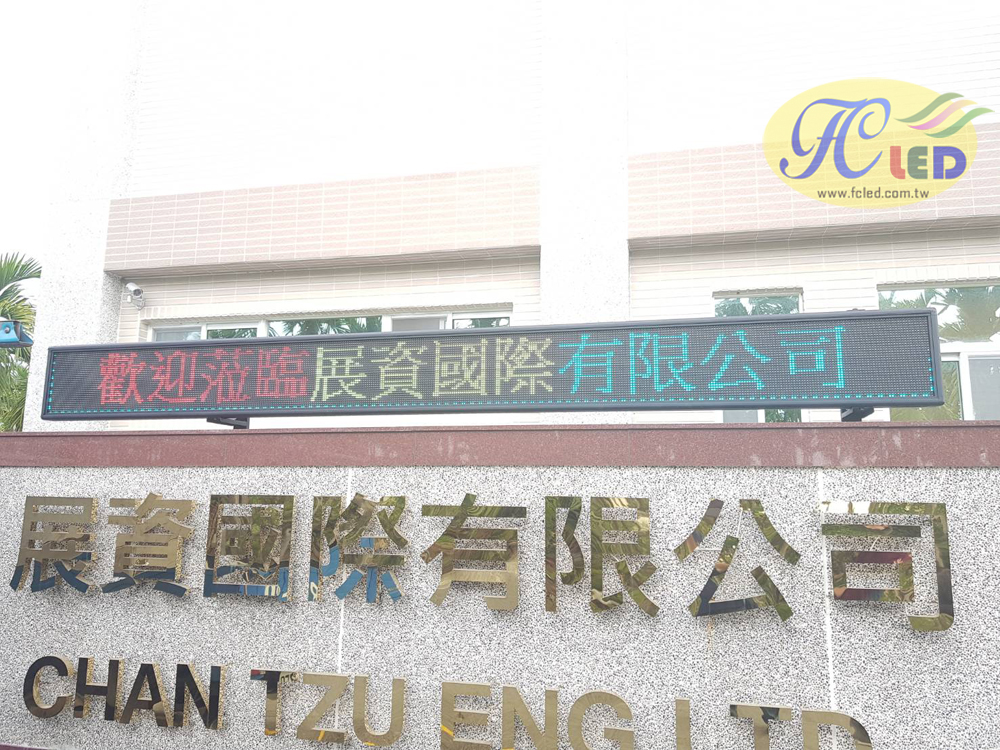 FC LED
www.fcled.com.tw
歡迎蒞臨展資國際有限公司
展資國際有限公司
CHAN TZU ENG LTD